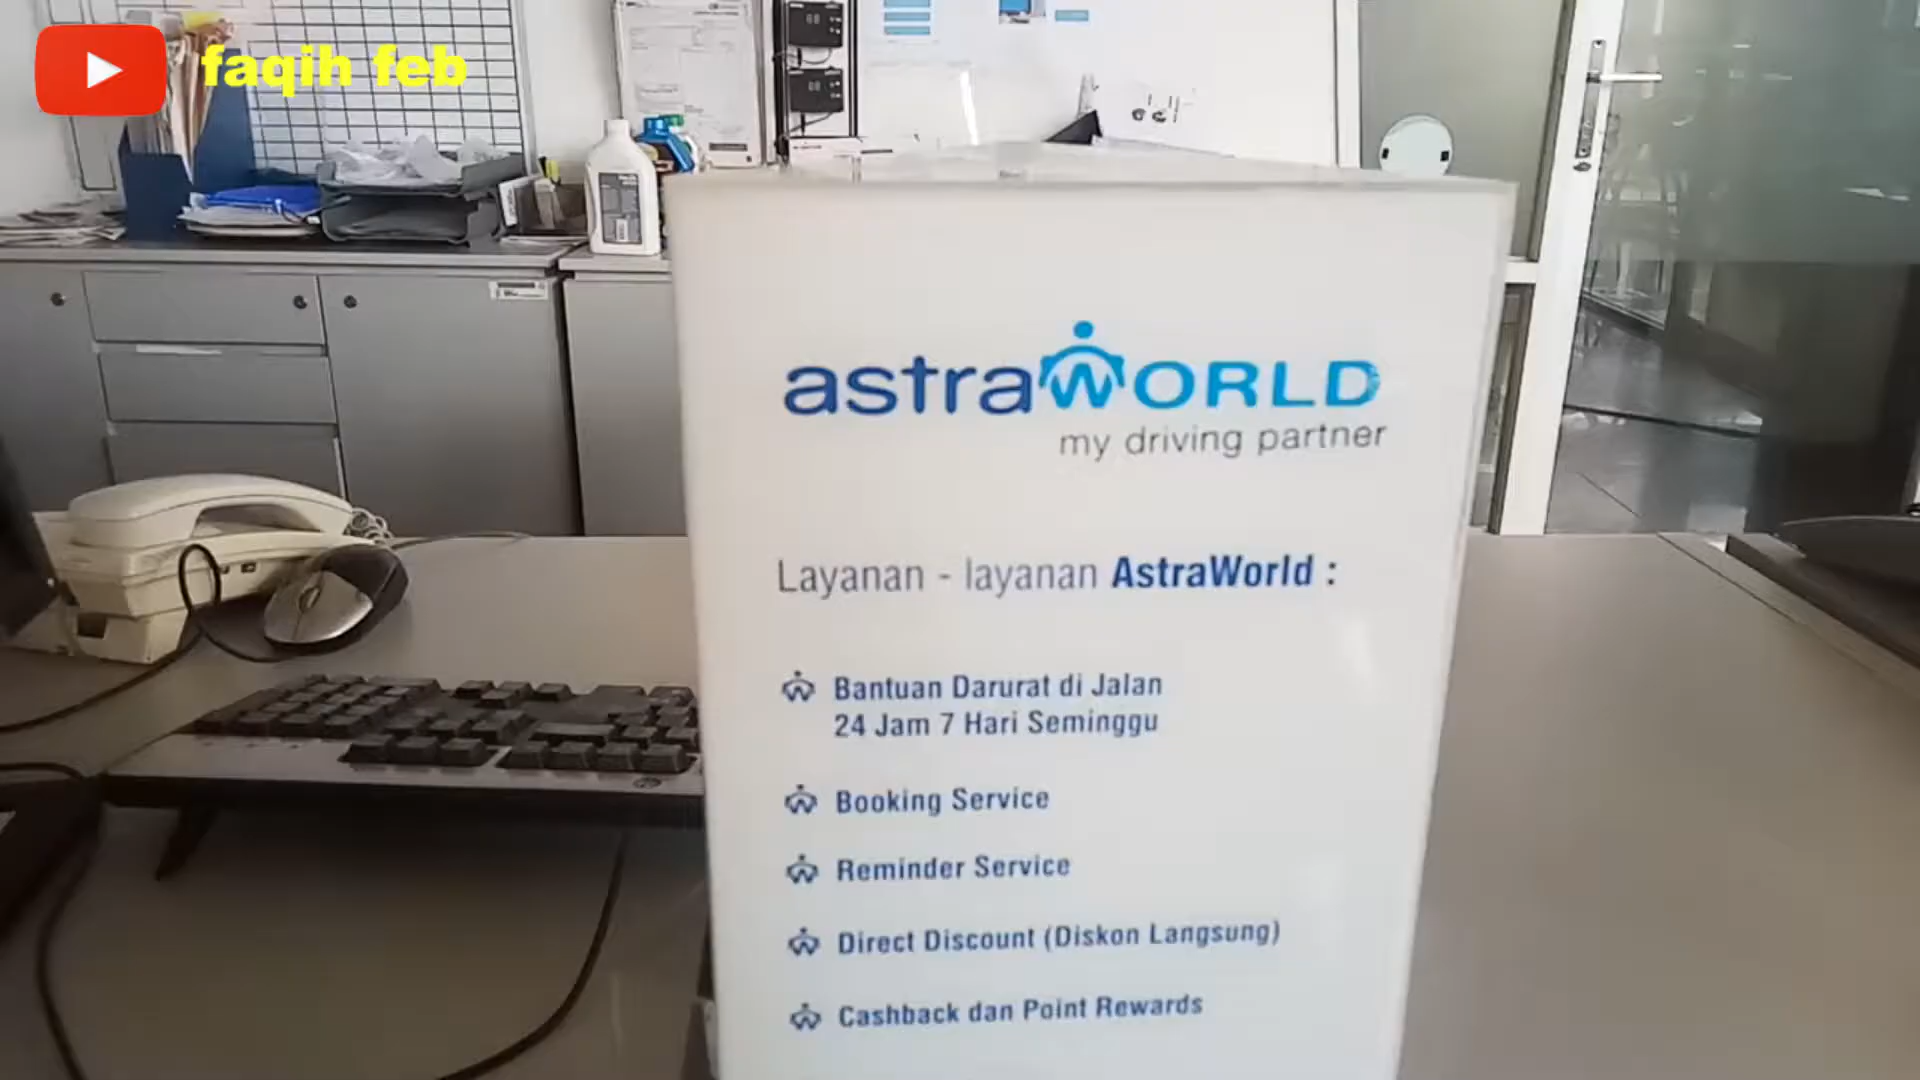 faqih feb
astraWORLD
my driving partner
Layanan - layanan AstraWorld :
Bantuan Darurat di Jalan
24 Jam 7 Hari Seminggu
Booking Service
Reminder Service
Direct Discount (Diskon Langsung)
Cashback dan Point Rewards